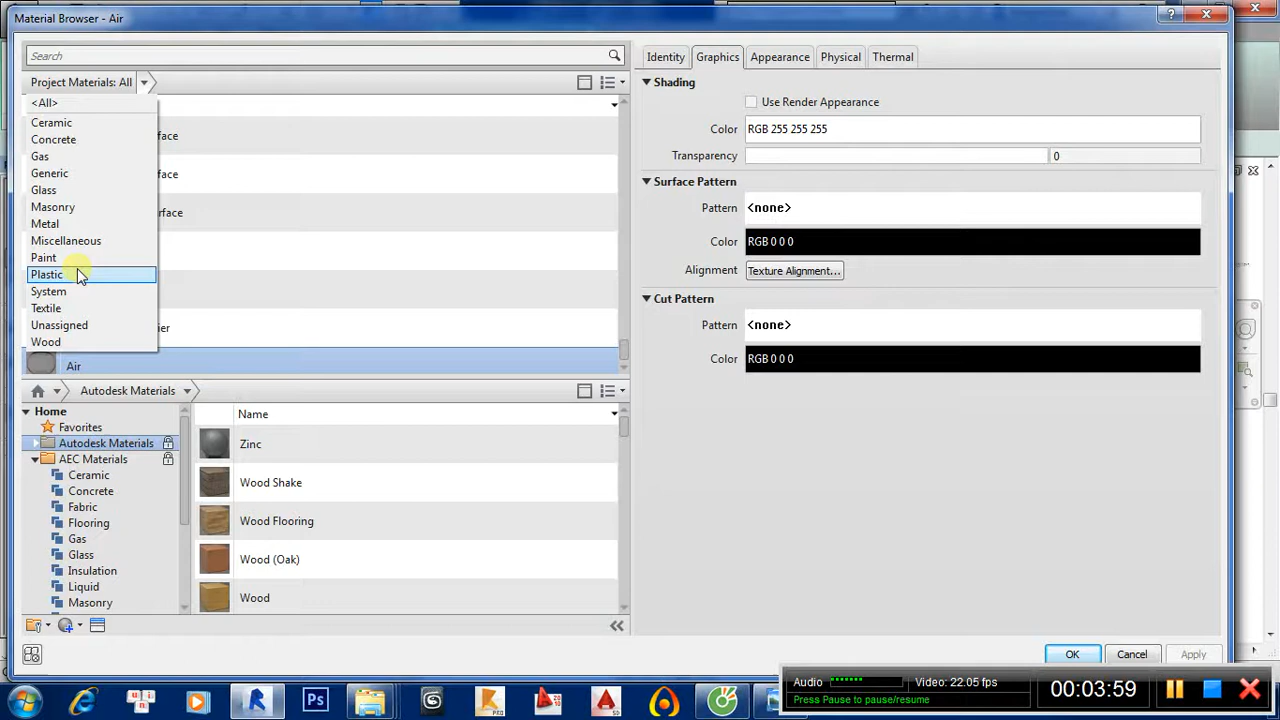 Material Browser - Air
Search
Project Materials: All
<All>
Ceramic
Concrete
Gas
Generic
Glass
Masonry
Metal
Miscellaneous
Paint
Plastic
System
Textile
Unassigned
Wood
Air
Autodesk Materials
Home
Favorites
Autodesk Materials
AEC Materials
Ceramic
Concrete
Fabric
Flooring
Gas
Glass
Insulation
Liquid
Masonry
Name
Zinc
Wood Shake
Wood Flooring
Wood (Oak)
Wood
Identity Graphics Appearance Physical Thermal
Shading
Use Render Appearance
Color RGB 255 255 255
Transparency 0
Surface Pattern
Pattern <none>
Color RGB 0 0 0
Alignment Texture Alignment...
Cut Pattern
Pattern <none>
Color RGB 0 0 0
OK Cancel Apply
Audio Video: 22.05 fps
Press Pause to pause/resume
00:03:59